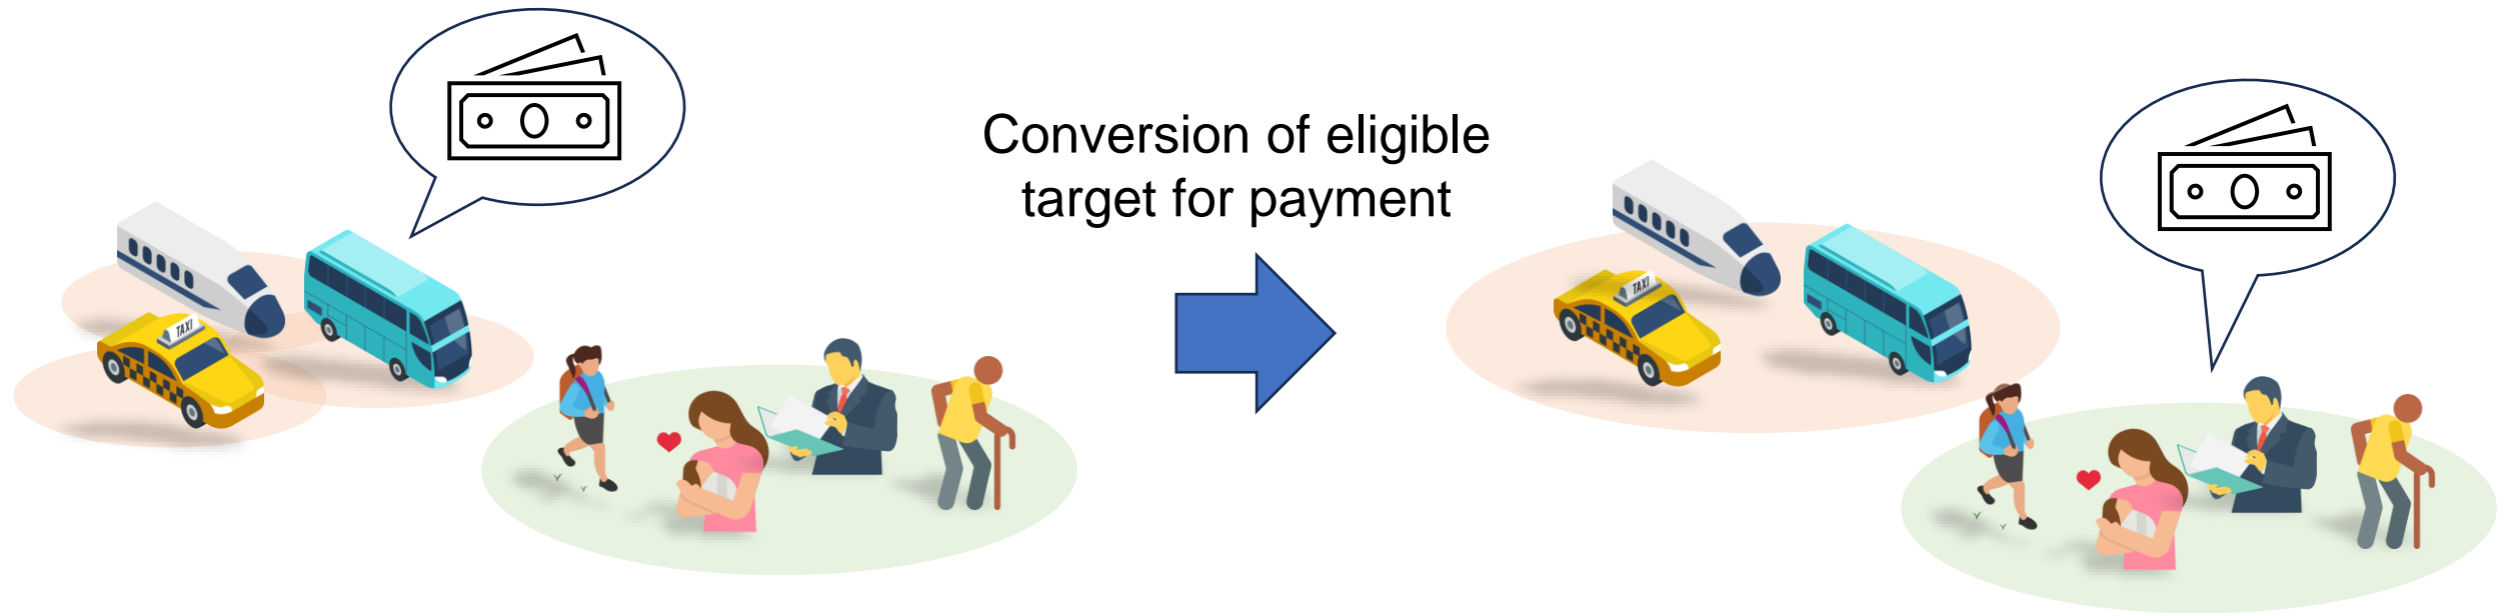 Conversion of eligible
target for payment
TAXI
TAXI